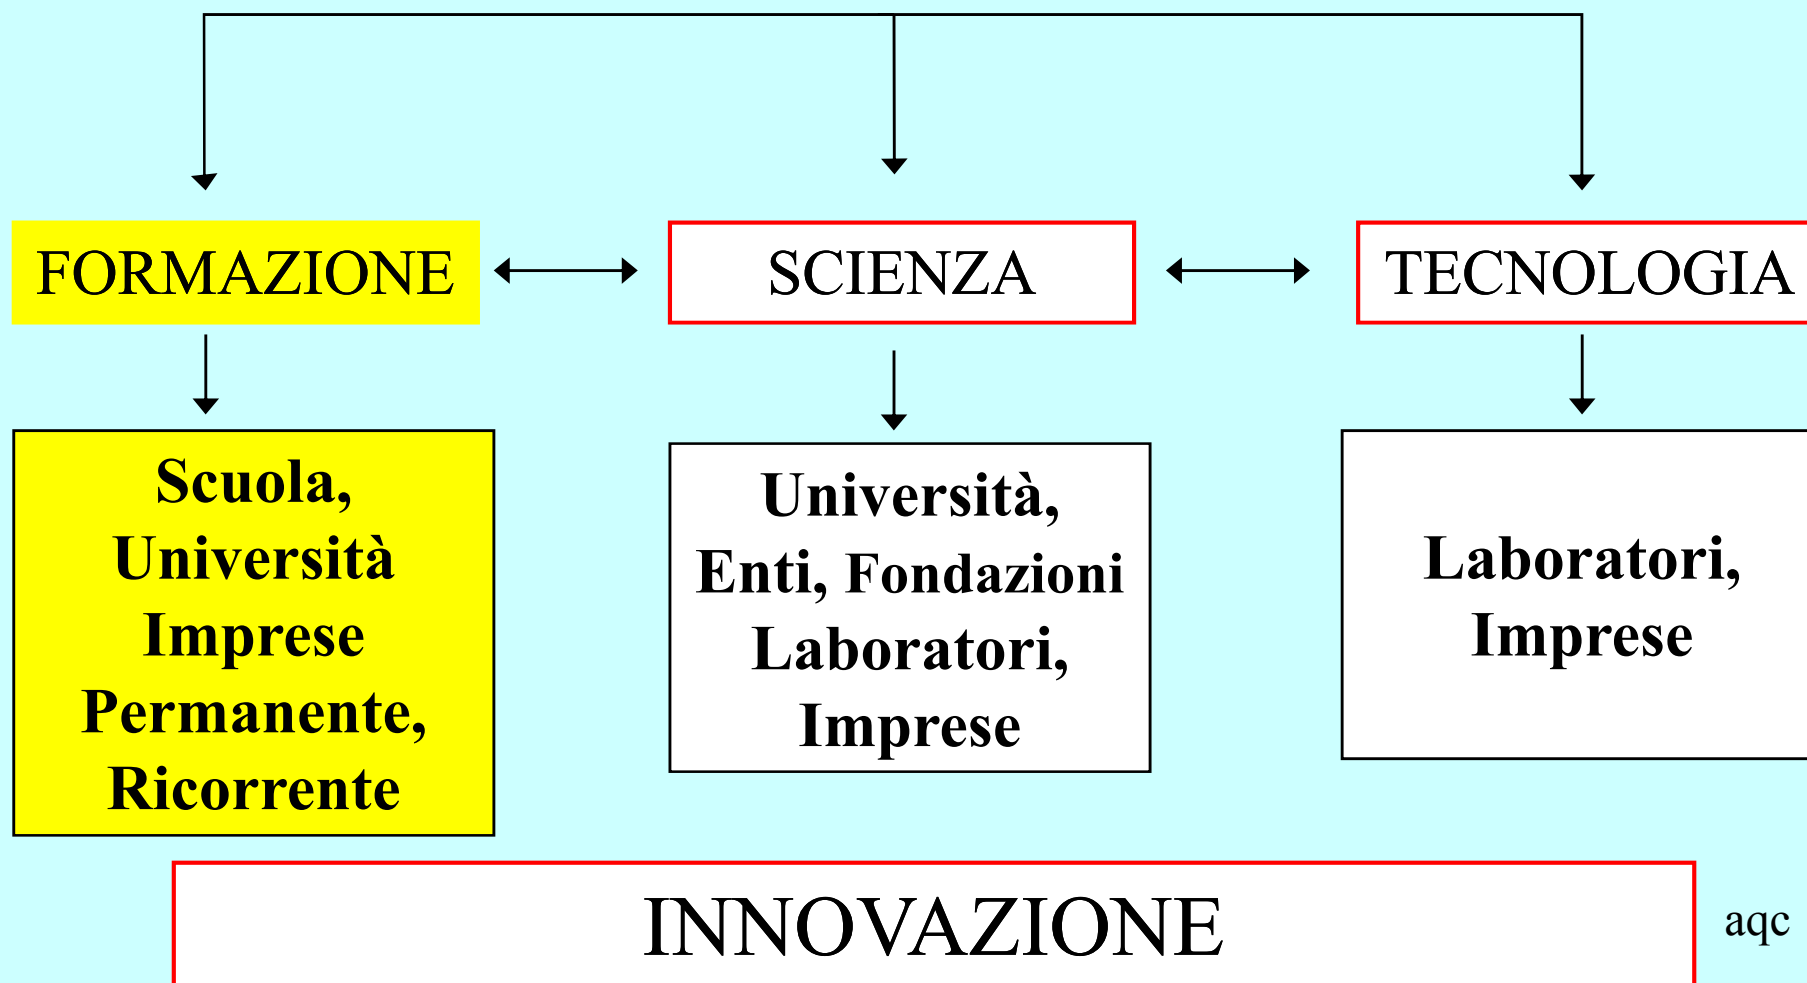 FORMAZIONE
SCIENZA
TECNOLOGIA
Scuola,
Università
Imprese
Permanente,
Ricorrente
Università,
Enti, Fondazioni
Laboratori,
Imprese
Laboratori,
Imprese
INNOVAZIONE
aqc